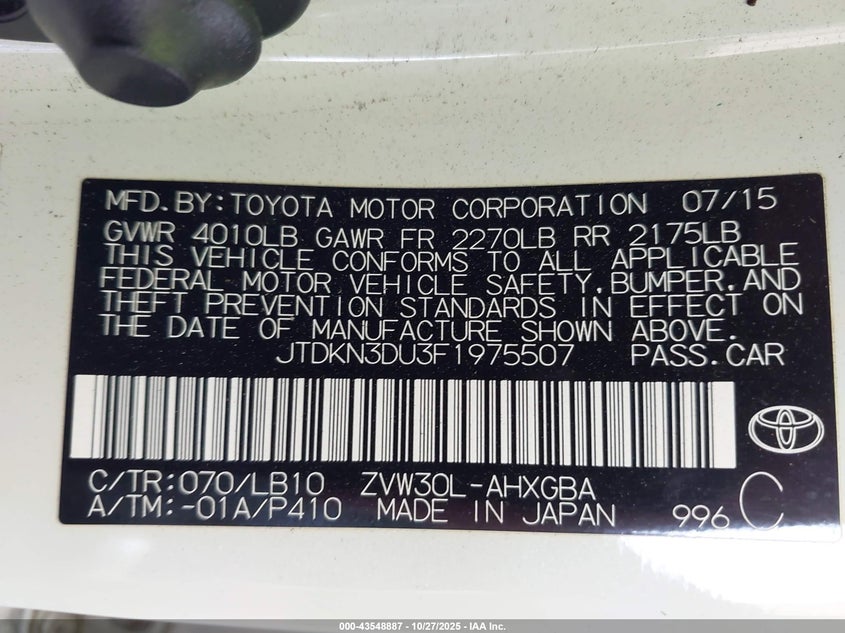 MFD. BY: TOYOTA MOTOR CORPORATION 07/15
GVWR 4010LB GAWR FR 2270LB RR 2175LB
THIS VEHICLE CONFORMS TO ALL APPLICABLE
FEDERAL MOTOR VEHICLE SAFETY, BUMPER, AND
THEFT PREVENTION STANDARDS IN EFFECT ON
THE DATE OF MANUFACTURE SHOWN ABOVE.
JTDKN3DU3F1975507 PASS. CAR
C/TR: 070/LB10 ZVW30L-AHXGBA
A/TM: -01A/P410 MADE IN JAPAN 996 C
000-43548887 - 10/27/2025 - IAA Inc.